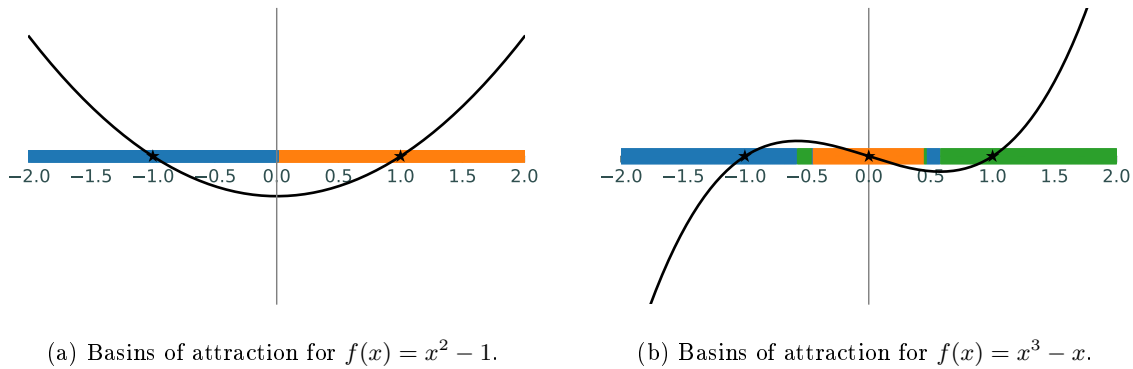 −2.0 −1.5 −1.0 −0.5 0.0 0.5 1.0 1.5 2.0
−2.0 −1.5 −1.0 −0.5 0.0 0.5 1.0 1.5 2.0
(a) Basins of attraction for f(x) = x² − 1.
(b) Basins of attraction for f(x) = x³ − x.